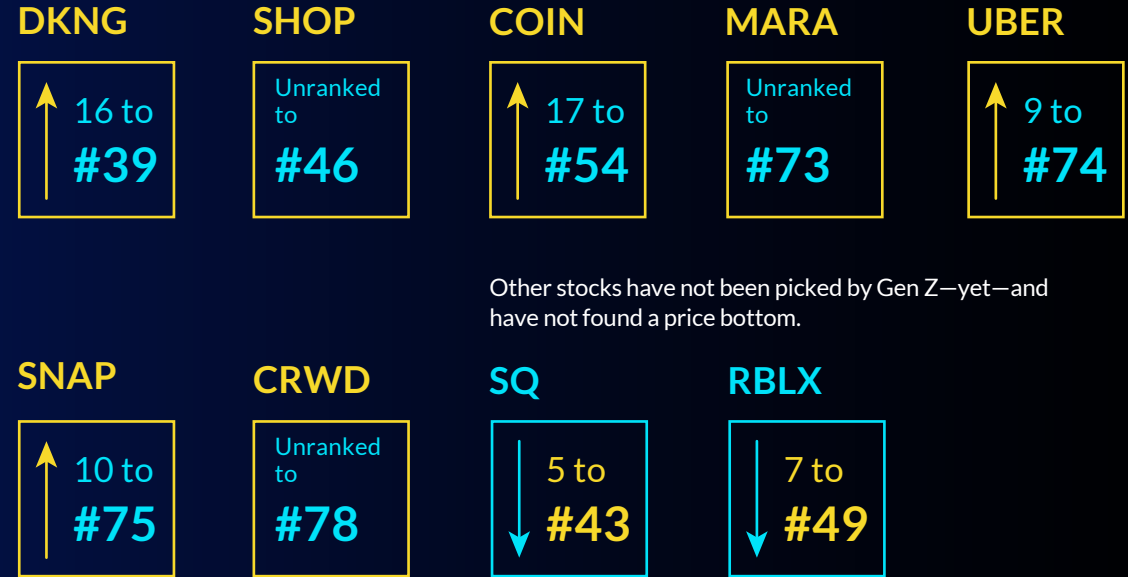 DKNG
16 to
#39
SHOP
Unranked
to
#46
COIN
17 to
#54
MARA
Unranked
to
#73
UBER
9 to
#74
Other stocks have not been picked by Gen Z—yet—and
have not found a price bottom.
SNAP
10 to
#75
CRWD
Unranked
to
#78
SQ
5 to
#43
RBLX
7 to
#49